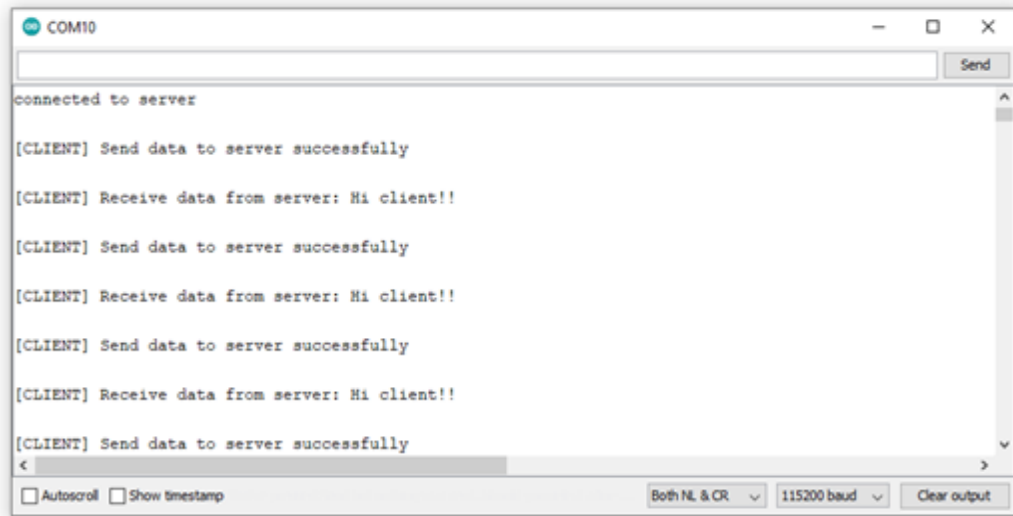 COM10
Send
connected to server
[CLIENT] Send data to server successfully
[CLIENT] Receive data from server: Hi client!!
[CLIENT] Send data to server successfully
[CLIENT] Receive data from server: Hi client!!
[CLIENT] Send data to server successfully
[CLIENT] Receive data from server: Hi client!!
[CLIENT] Send data to server successfully
Autoscroll Show timestamp Both NL & CR 115200 baud Clear output